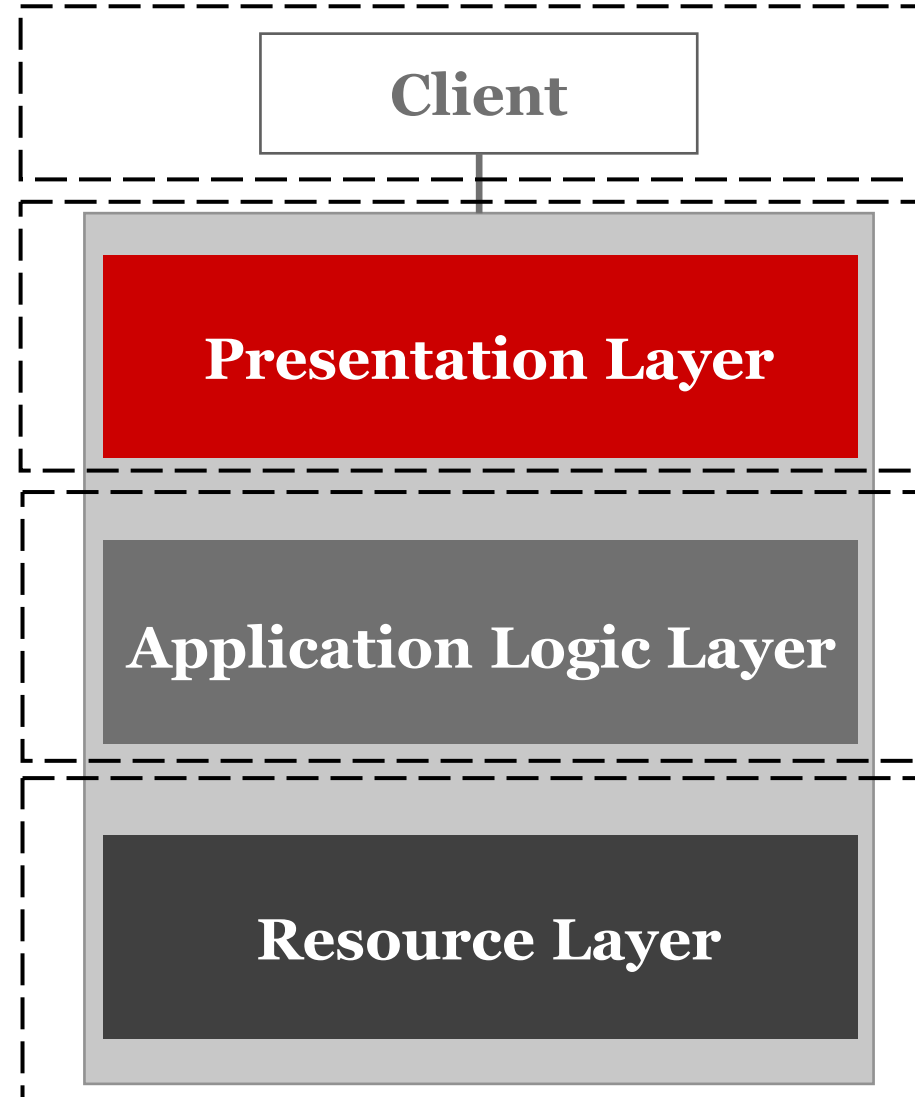 Client
Presentation Layer
Application Logic Layer
Resource Layer